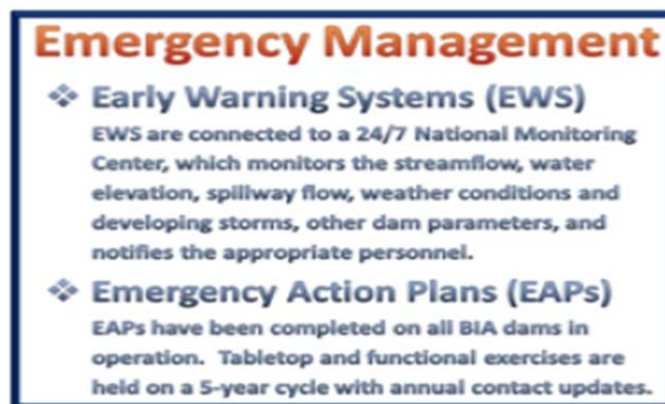 Emergency Management
❖ Early Warning Systems (EWS)
EWS are connected to a 24/7 National Monitoring
Center, which monitors the streamflow, water
elevation, spillway flow, weather conditions and
developing storms, other dam parameters, and
notifies the appropriate personnel.
❖ Emergency Action Plans (EAPs)
EAPs have been completed on all BIA dams in
operation. Tabletop and functional exercises are
held on a 5-year cycle with annual contact updates.